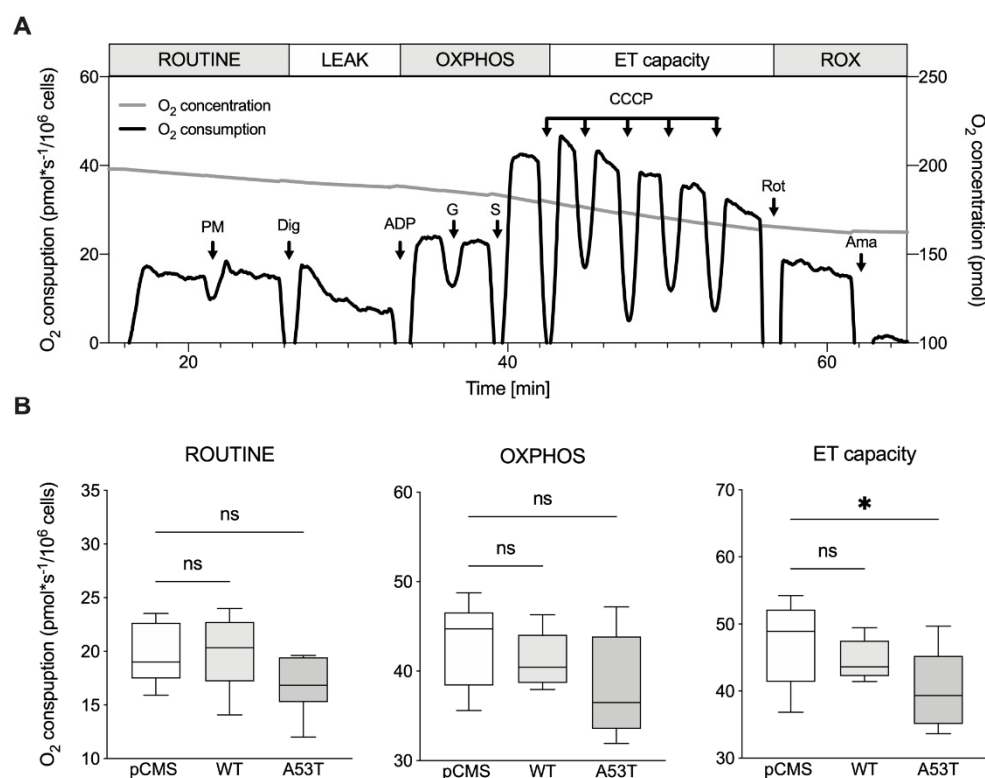 A
ROUTINE LEAK OXPHOS ET capacity ROX
O₂ conspuption (pmol*s⁻¹/10⁶ cells)
60
40
20
0
O₂ concentration
O₂ consumption
PM Dig ADP G S CCCP Rot Ama
250
200
150
100
O₂ concentration (pmol)
20 40 60
Time [min]
B
O₂ conspuption (pmol*s⁻¹/10⁶ cells)
ROUTINE
35
30
25
20
15
10
ns
ns
pCMS WT A53T
OXPHOS
60
50
40
30
ns
ns
pCMS WT A53T
ET capacity
70
60
50
40
30
*
ns
pCMS WT A53T